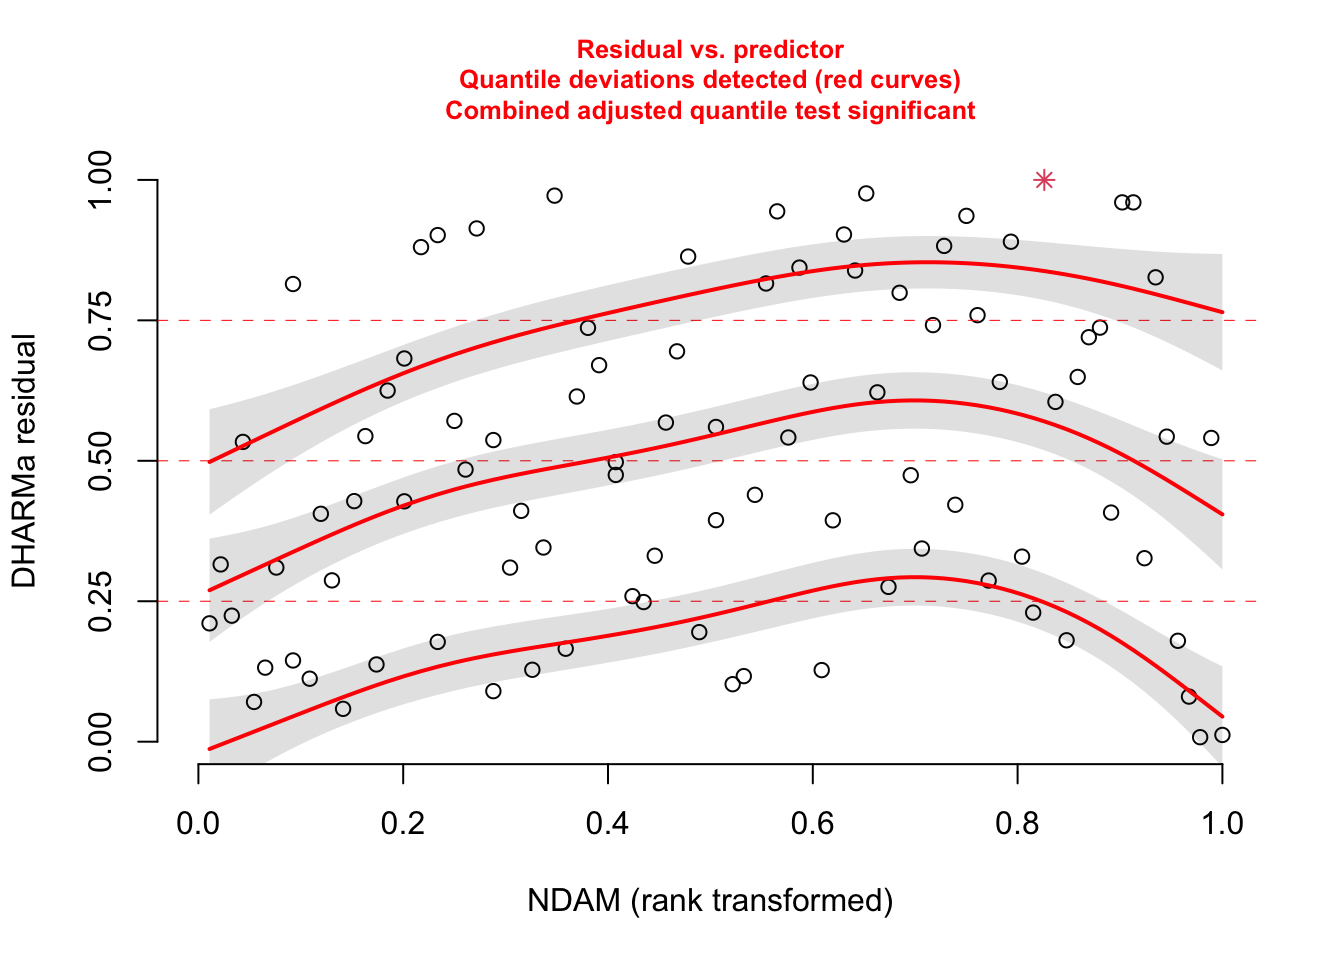 Residual vs. predictor
Quantile deviations detected (red curves)
Combined adjusted quantile test significant
1.00
0.75
0.50
0.25
0.00
DHARMa residual
0.0 0.2 0.4 0.6 0.8 1.0
NDAM (rank transformed)